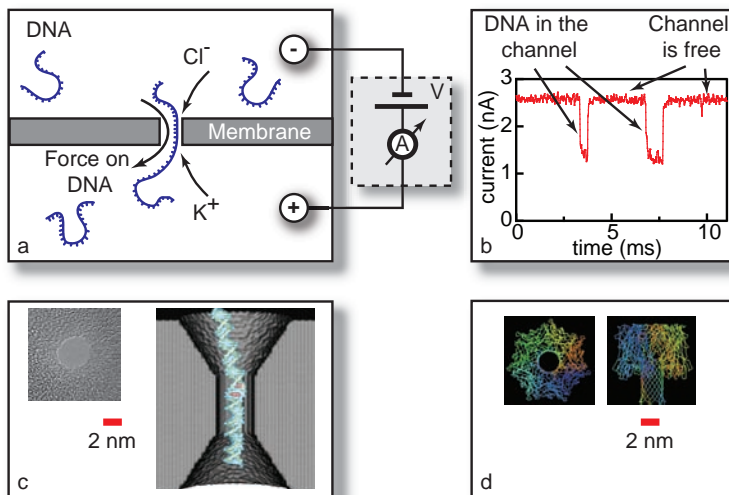 DNA
Cl-
-
V
Membrane
A
Force on
DNA
K+
+
a
DNA in the
channel
Channel
is free
3
2
1
0
current (nA)
0
5
10
time (ms)
b
2 nm
c
2 nm
d